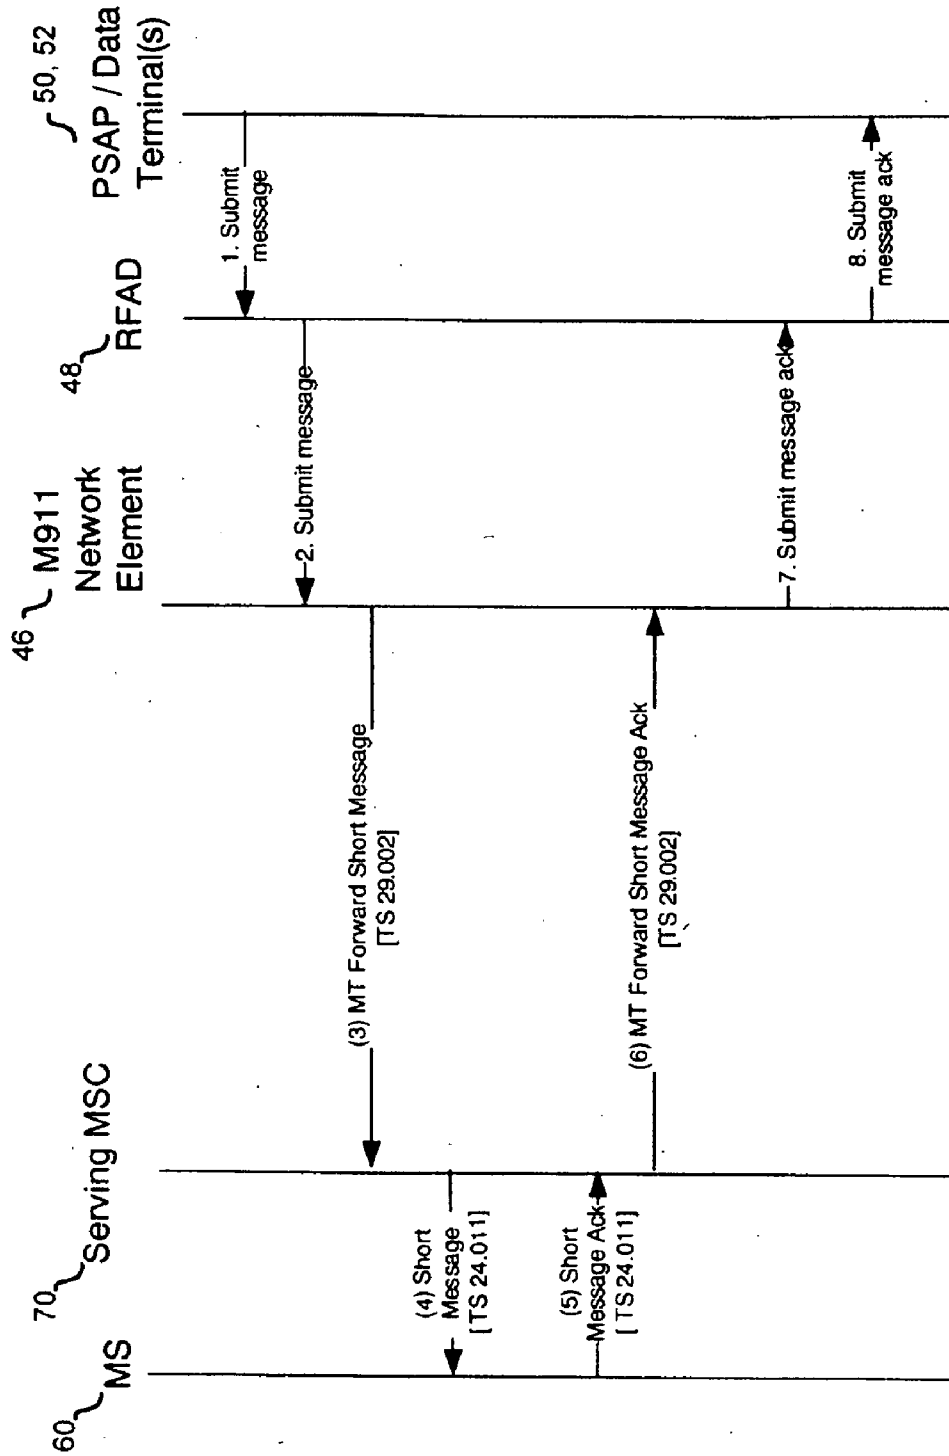 60
MS
70
Serving MSC
46
M911
Network
Element
48
RFAD
50, 52
PSAP / Data
Terminal(s)
1. Submit
message
2. Submit message
(3) MT Forward Short Message
[TS 29.002]
(4) Short
Message
[ TS 24.011]
(5) Short
Message Ack
[ TS 24.011]
(6) MT Forward Short Message Ack
[TS 29.002]
7. Submit message ack
8. Submit
message ack